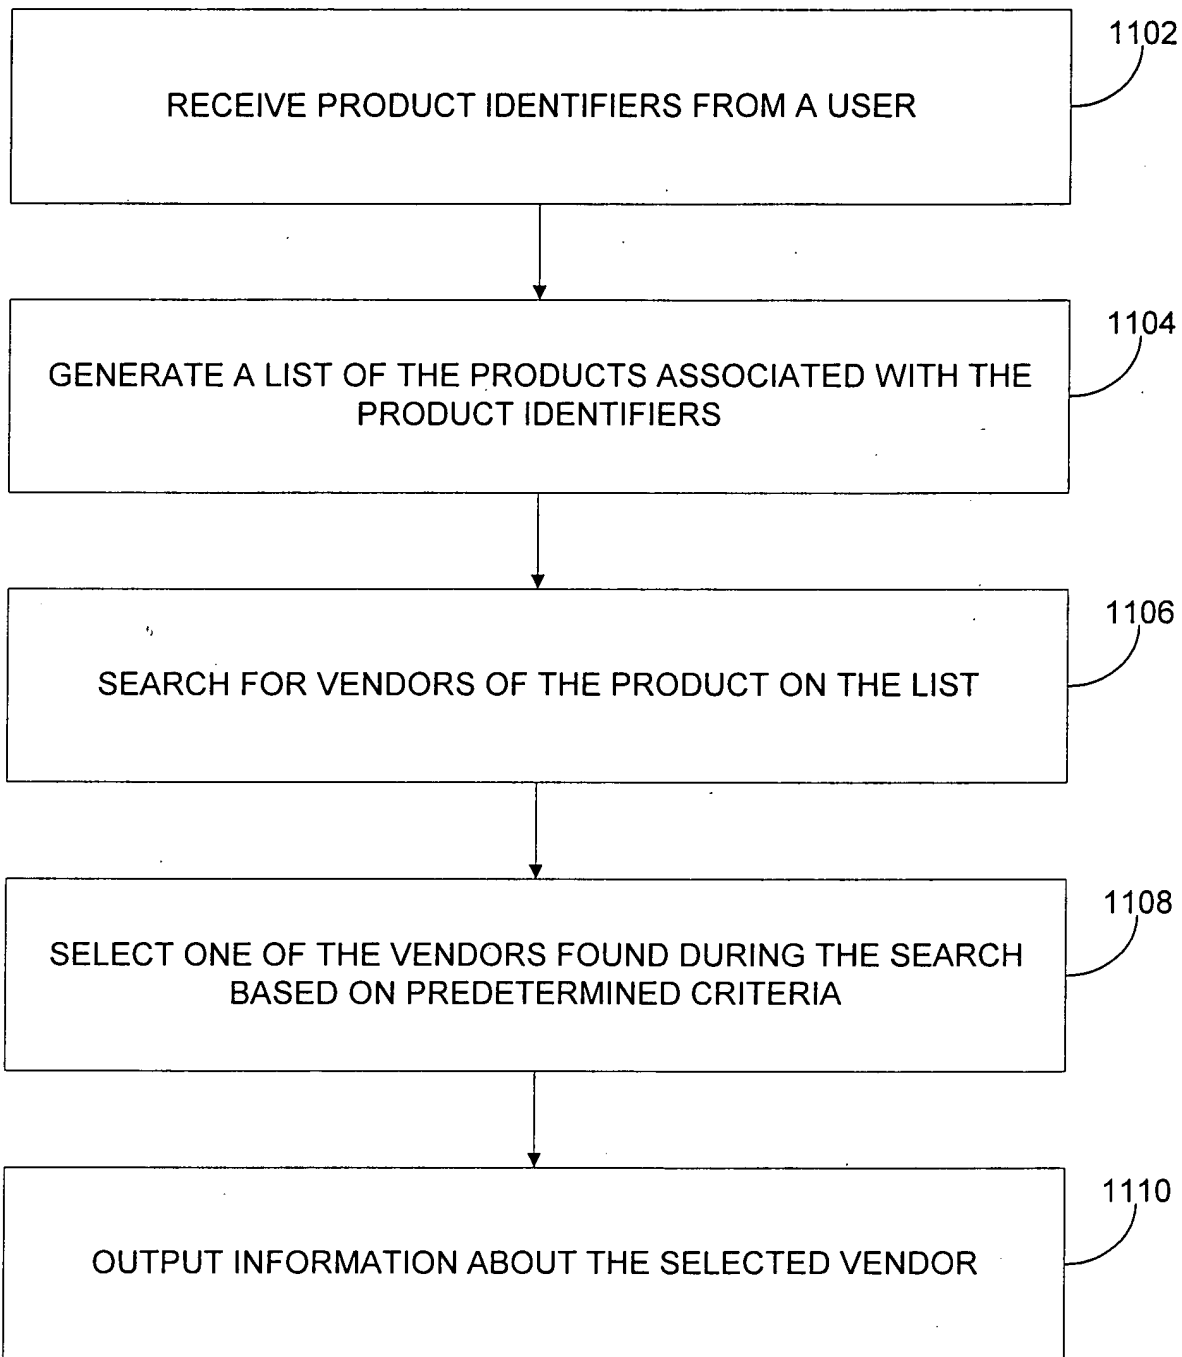 1102
RECEIVE PRODUCT IDENTIFIERS FROM A USER
1104
GENERATE A LIST OF THE PRODUCTS ASSOCIATED WITH THE
PRODUCT IDENTIFIERS
1106
SEARCH FOR VENDORS OF THE PRODUCT ON THE LIST
1108
SELECT ONE OF THE VENDORS FOUND DURING THE SEARCH
BASED ON PREDETERMINED CRITERIA
1110
OUTPUT INFORMATION ABOUT THE SELECTED VENDOR